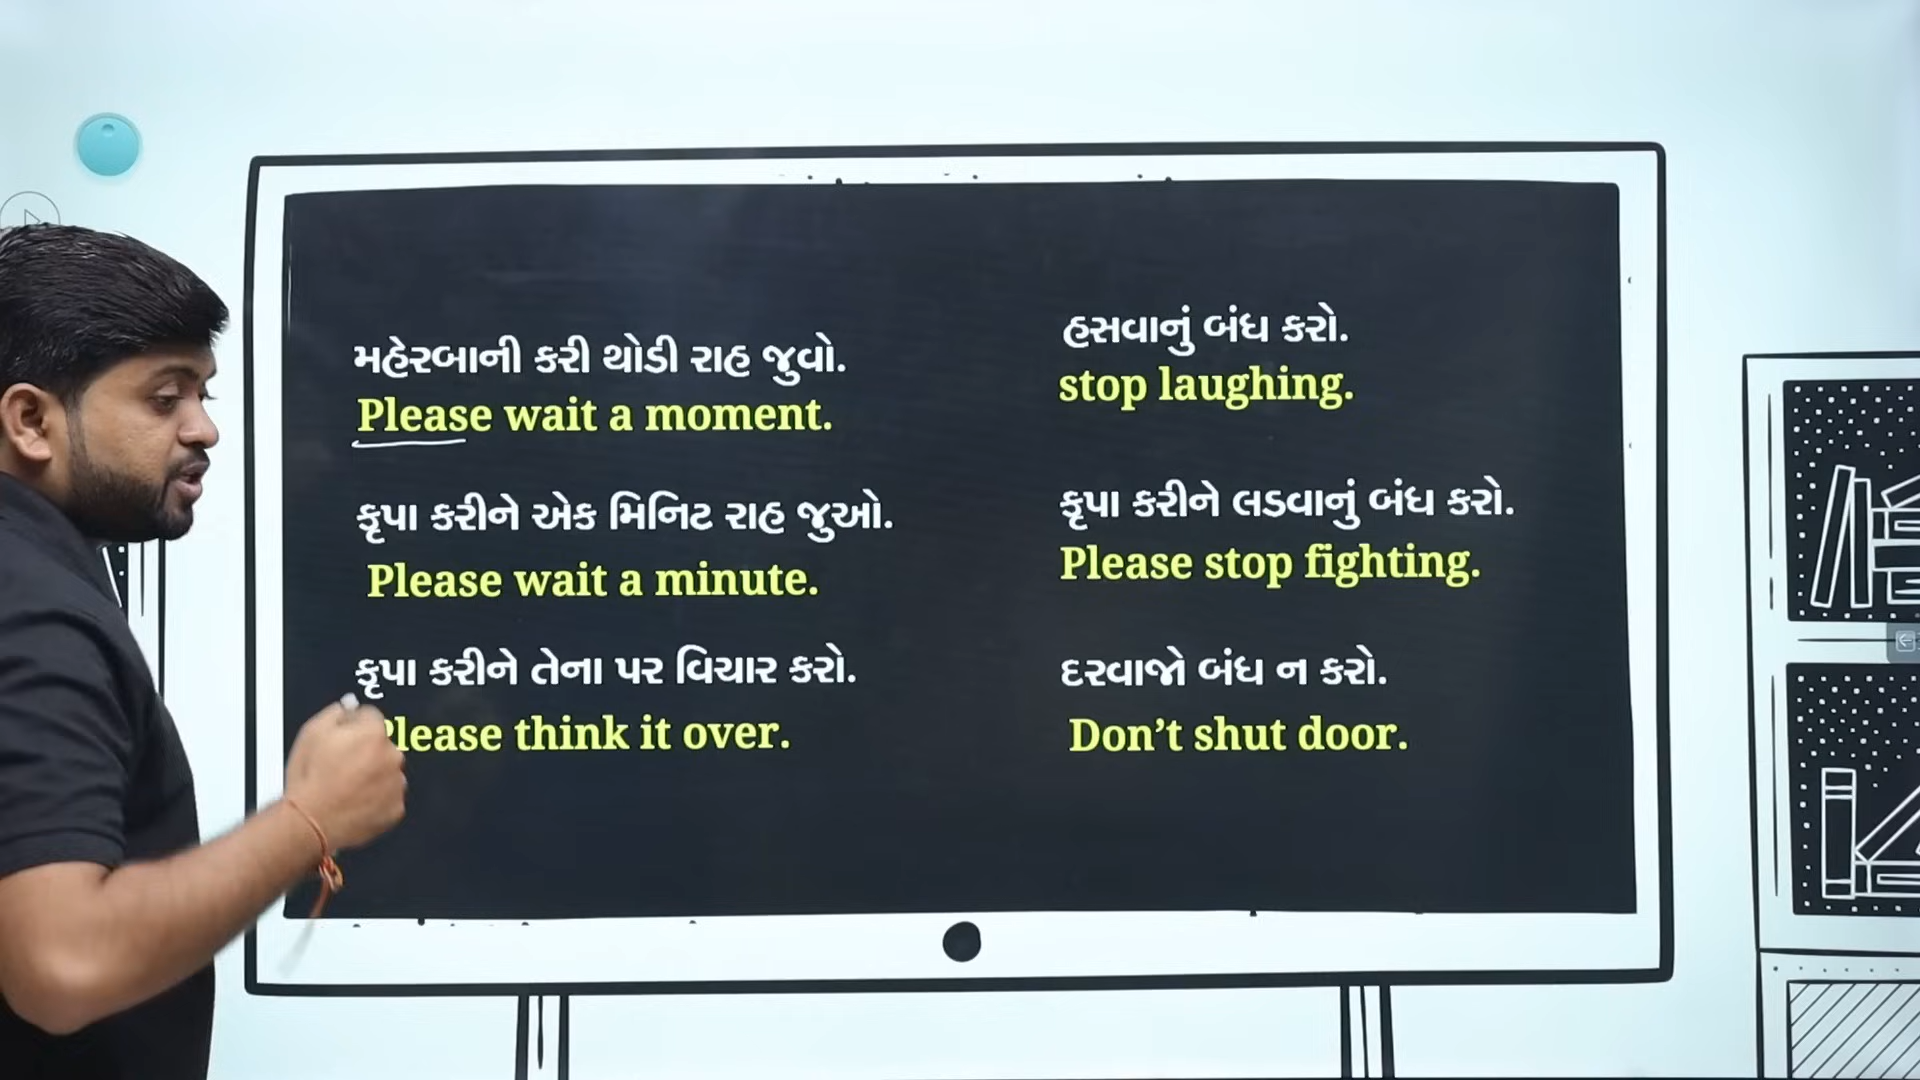 મહેરબાની કરી થોડી રાહ જુવો.
Please wait a moment.
કૃપા કરીને એક મિનિટ રાહ જુઓ.
Please wait a minute.
કૃપા કરીને તેના પર વિચાર કરો.
Please think it over.
હસવાનું બંધ કરો.
stop laughing.
કૃપા કરીને લડવાનું બંધ કરો.
Please stop fighting.
દરવાજો બંધ ન કરો.
Don’t shut door.